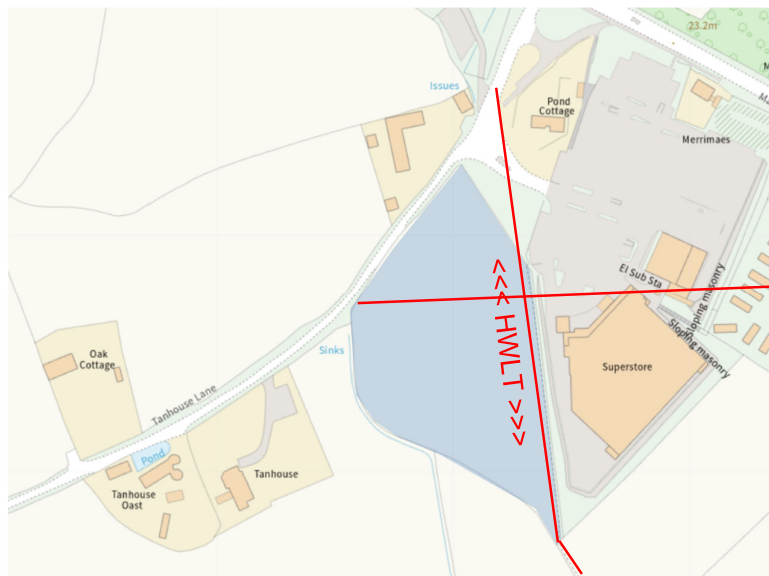 23.2m
Issues
Pond
Cottage
Merrimaes
<<< HWLT >>>
El Sub Sta
Sloping masonry
Sloping masonry
Sinks
Superstore
Oak
Cottage
Tanhouse Lane
Pond
Tanhouse
Tanhouse
Oast